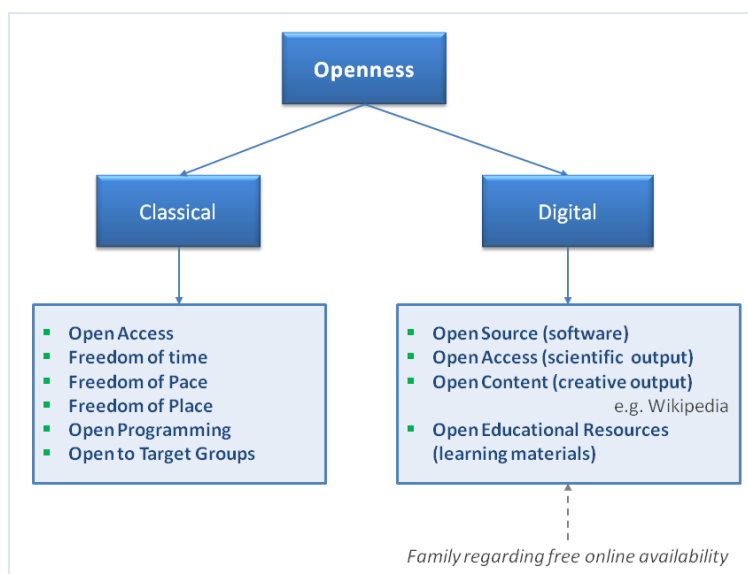 Openness
Classical
Digital
Open Access
Freedom of time
Freedom of Pace
Freedom of Place
Open Programming
Open to Target Groups
Open Source (software)
Open Access (scientific output)
Open Content (creative output)
e.g. Wikipedia
Open Educational Resources
(learning materials)
Family regarding free online availability